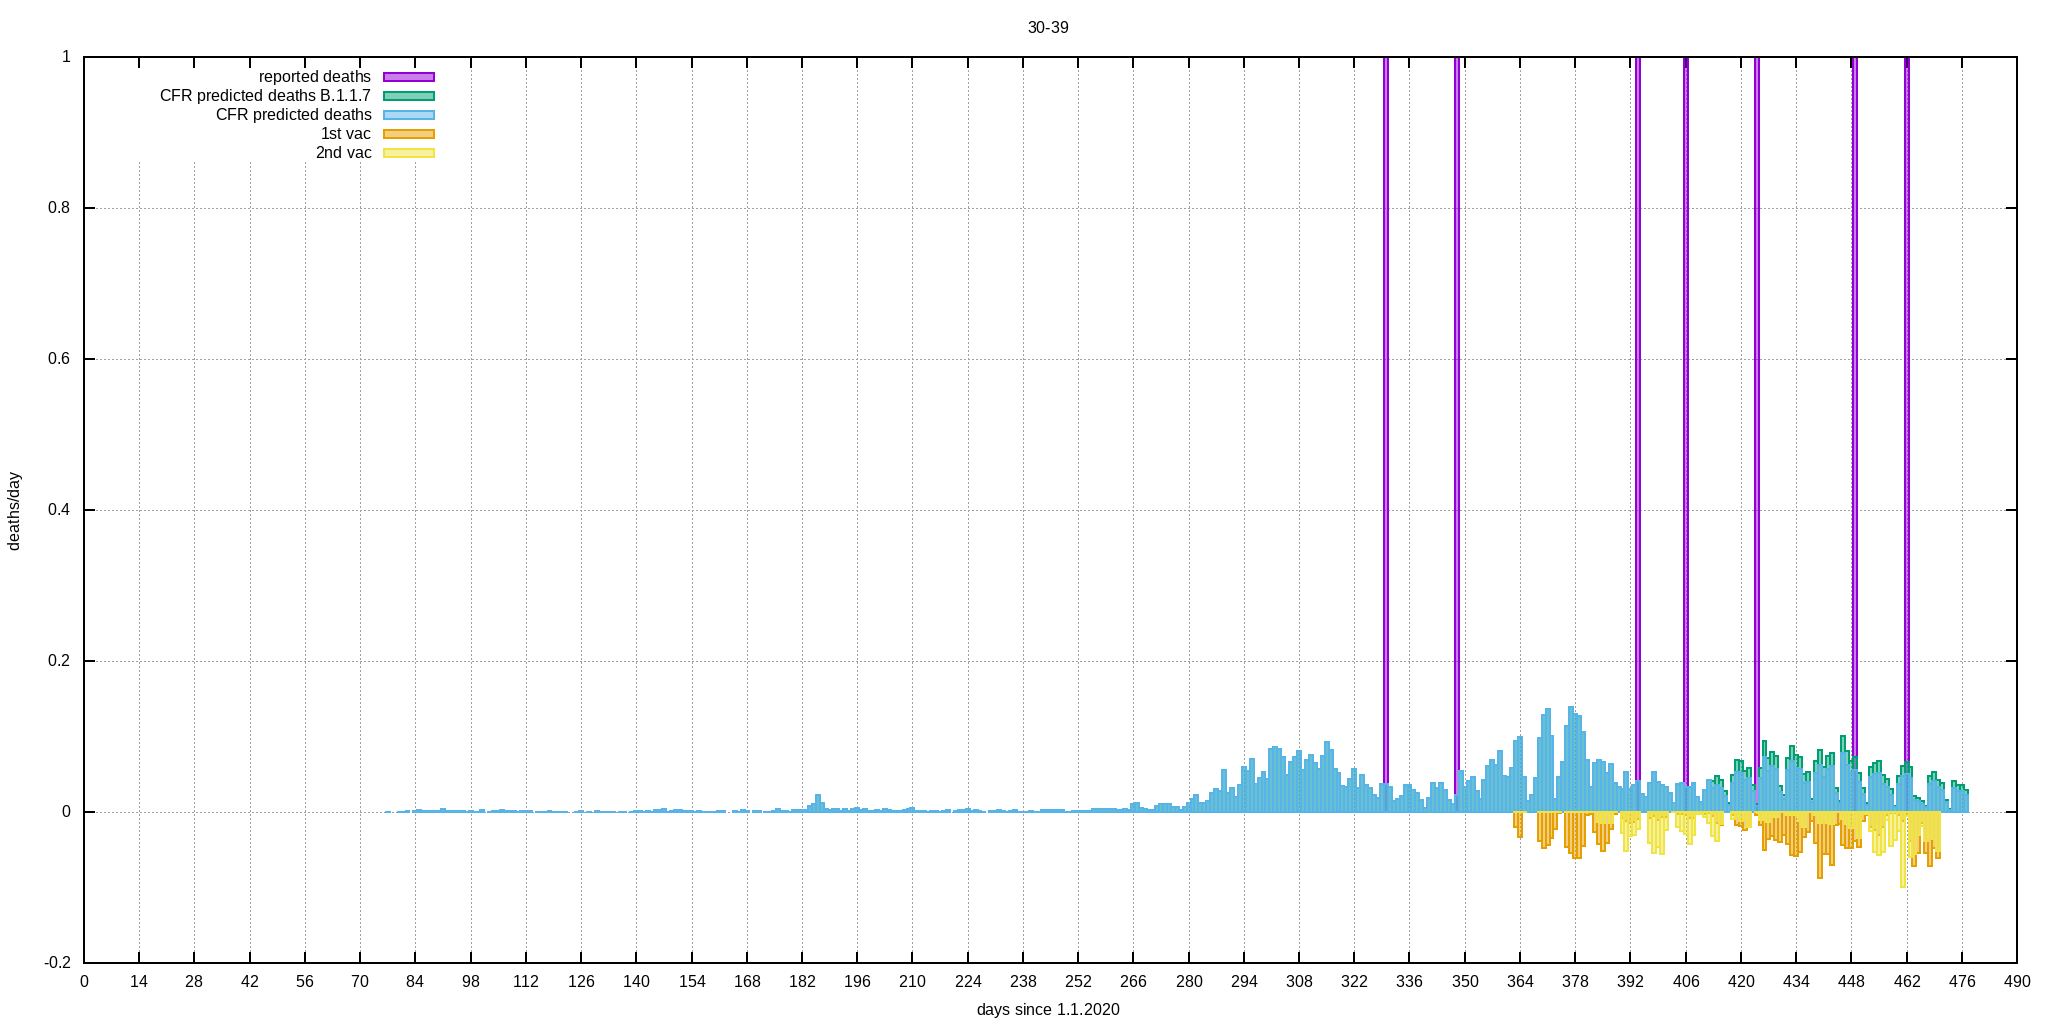 30-39
1
reported deaths
CFR predicted deaths B.1.1.7
CFR predicted deaths
1st vac
2nd vac
0.8
0.6
0.4
0.2
0
-0.2
deaths/day
0 14 28 42 56 70 84 98 112 126 140 154 168 182 196 210 224 238 252 266 280 294 308 322 336 350 364 378 392 406 420 434 448 462 476 490
days since 1.1.2020